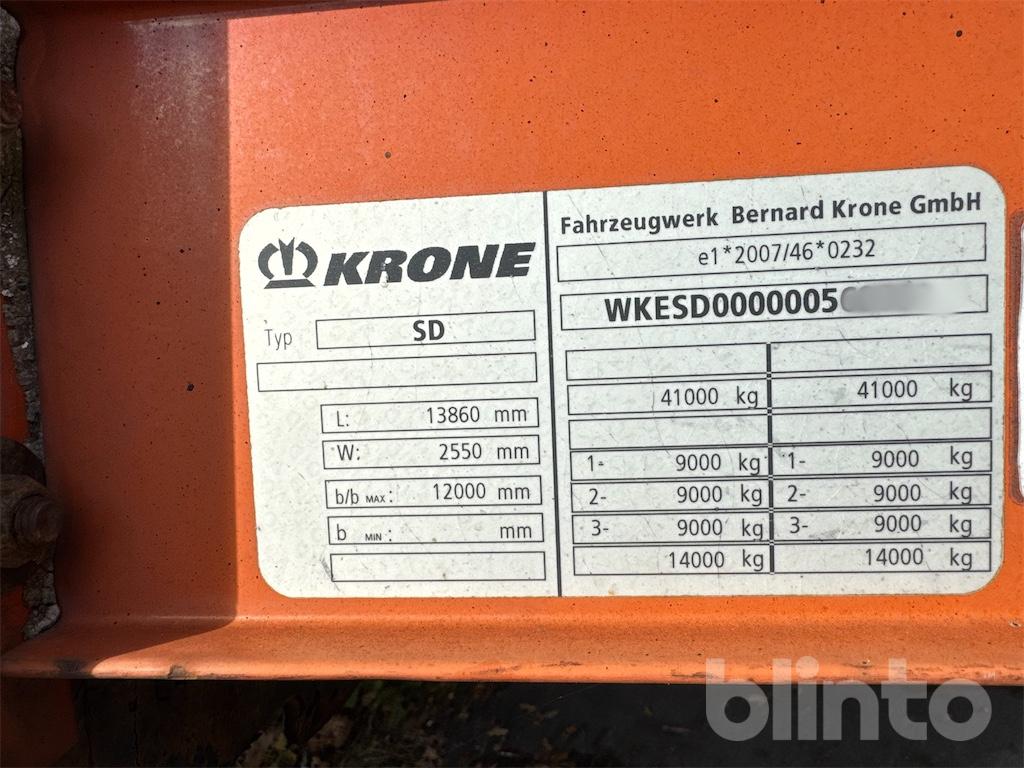 KRONE
Typ SD
L: 13860 mm
W: 2550 mm
b/b MAX: 12000 mm
b MIN: mm
Fahrzeugwerk Bernard Krone GmbH
e1*2007/46*0232
WKESD0000005
41000 kg 41000 kg
1- 9000 kg 1- 9000 kg
2- 9000 kg 2- 9000 kg
3- 9000 kg 3- 9000 kg
14000 kg 14000 kg
blinto